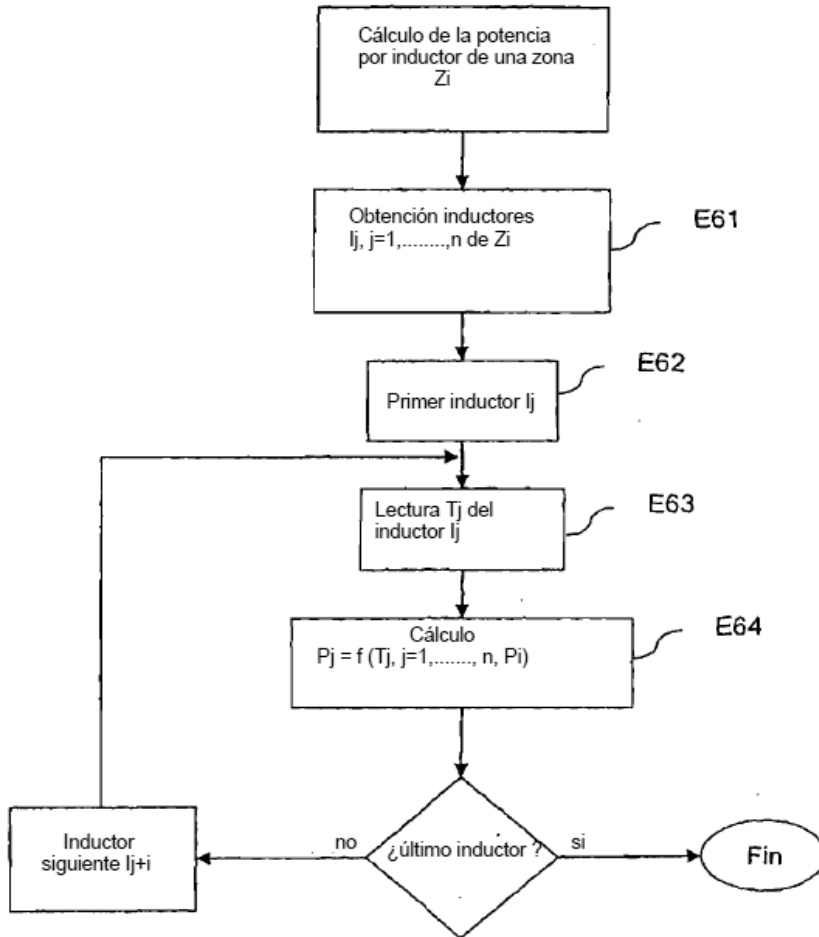 Cálculo de la potencia
por inductor de una zona
Zi
Obtención inductores
Ij, j=1,........,n de Zi
E61
Primer inductor Ij
E62
Lectura Tj del
inductor Ij
E63
Cálculo
Pj = f (Tj, j=1,......., n, Pi)
E64
¿último inductor ?
no
si
Inductor
siguiente Ij+i
Fin